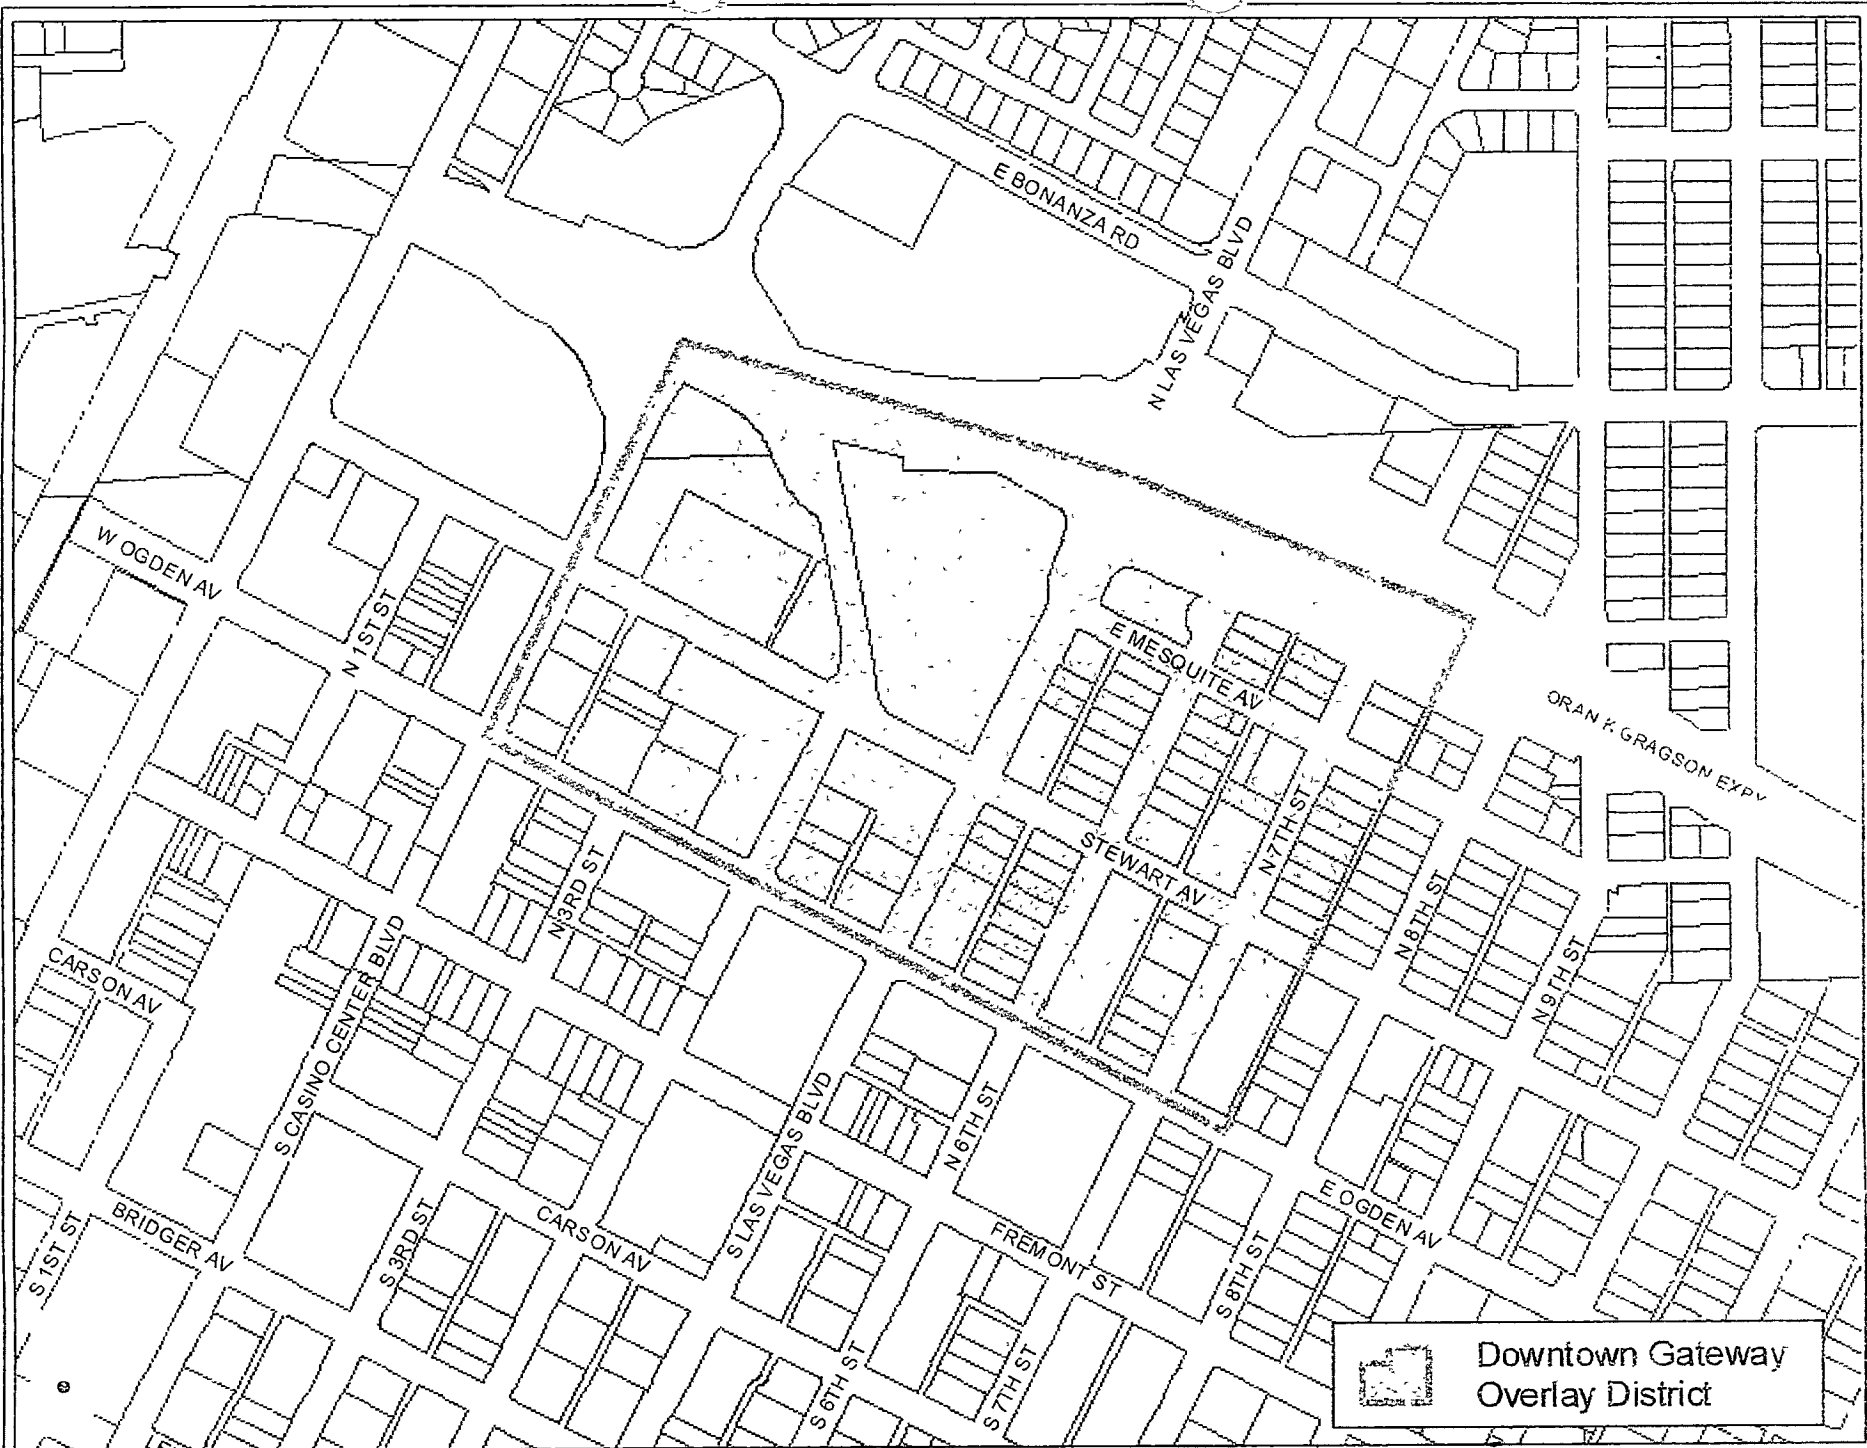 E BONANZA RD
N LAS VEGAS BLVD
W OGDEN AV
N 1ST ST
E MESQUITE AV
ORAN K GRAGSON EXPY
N 7TH ST
STEWART AV
N 3RD ST
N 8TH ST
N 9TH ST
CARSON AV
S CASINO CENTER BLVD
S LAS VEGAS BLVD
N 6TH ST
E OGDEN AV
S 1ST ST
BRIDGER AV
S 3RD ST
CARSON AV
FREMONT ST
S 8TH ST
S 6TH ST
S 7TH ST
Downtown Gateway
Overlay District